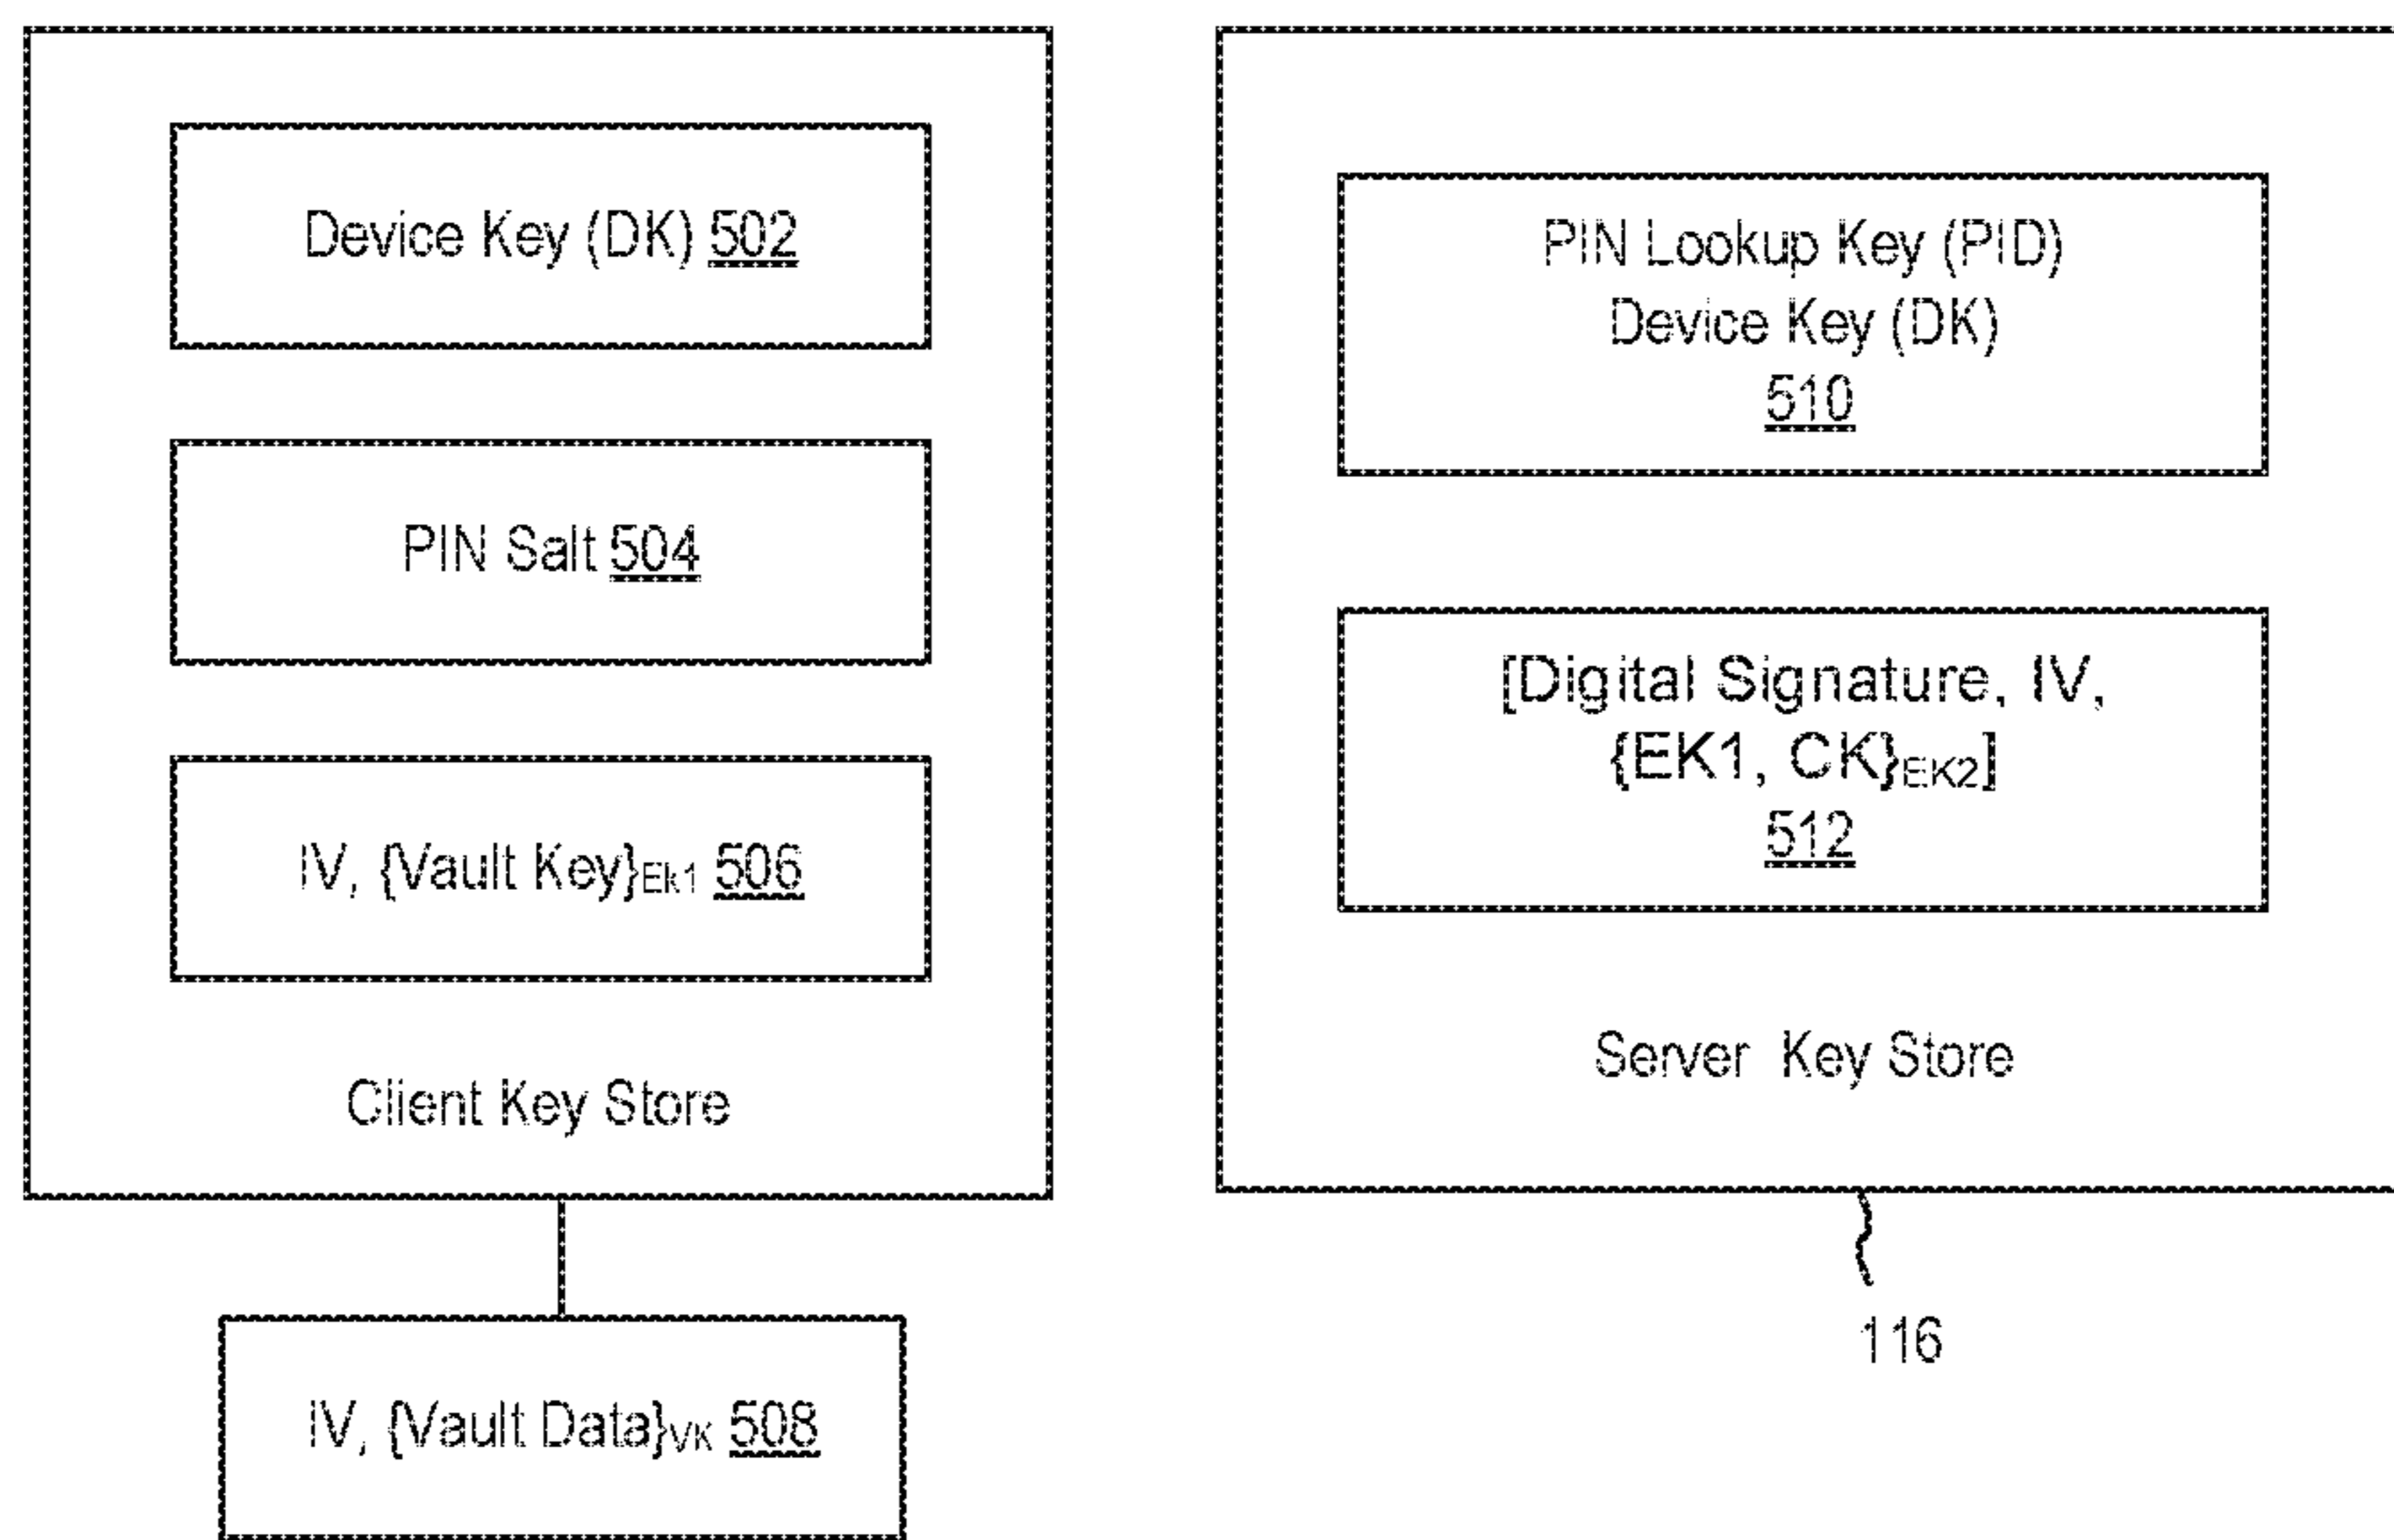 Device Key (DK) 502
PIN Salt 504
IV, {Vault Key}Ek1 506
Client Key Store
IV, {Vault Data}VK 508
PIN Lookup Key (PID)
Device Key (DK)
510
[Digital Signature, IV,
{EK1, CK}EK2]
512
Server Key Store
116